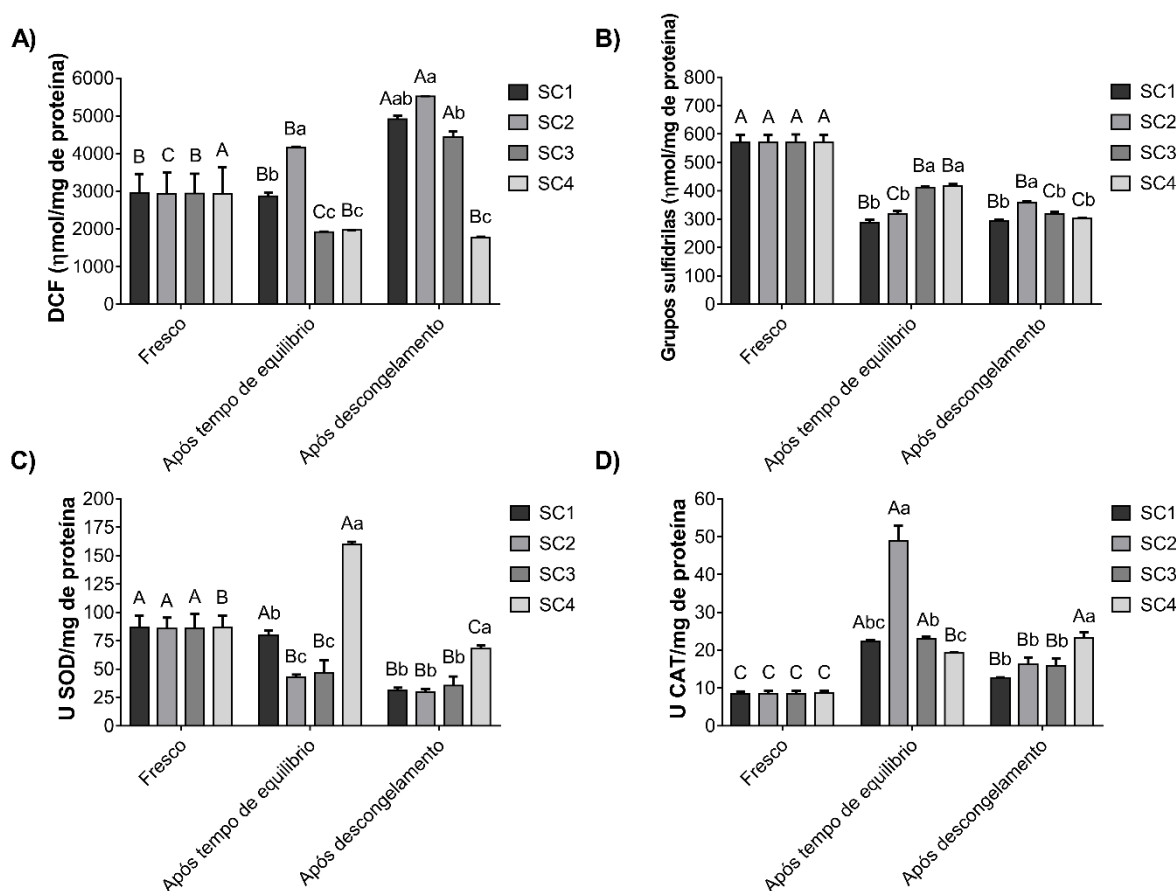 A)
DCF (ηmol/mg de proteína)
6000
5000
4000
3000
2000
1000
0
B C B A
Bb Ba Cc Bc
Aab Aa Ab Bc
Fresco
Após tempo de equilibrio
Após descongelamento
SC1
SC2
SC3
SC4
B)
Grupos sulfidrilas (ηmol/mg de proteína)
800
700
600
500
400
300
200
100
0
A A A A
Bb Cb Ba Ba
Bb Ba Cb Cb
Fresco
Após tempo de equilibrio
Após descongelamento
SC1
SC2
SC3
SC4
C)
U SOD/mg de proteína
200
175
150
125
100
75
50
25
0
A A A B
Ab Bc Bc Aa
Bb Bb Bb Ca
Fresco
Após tempo de equilibrio
Após descongelamento
SC1
SC2
SC3
SC4
D)
U CAT/mg de proteína
60
50
40
30
20
10
0
C C C C
Abc Aa Ab Bc
Bb Bb Bb Aa
Fresco
Após tempo de equilibrio
Após descongelamento
SC1
SC2
SC3
SC4